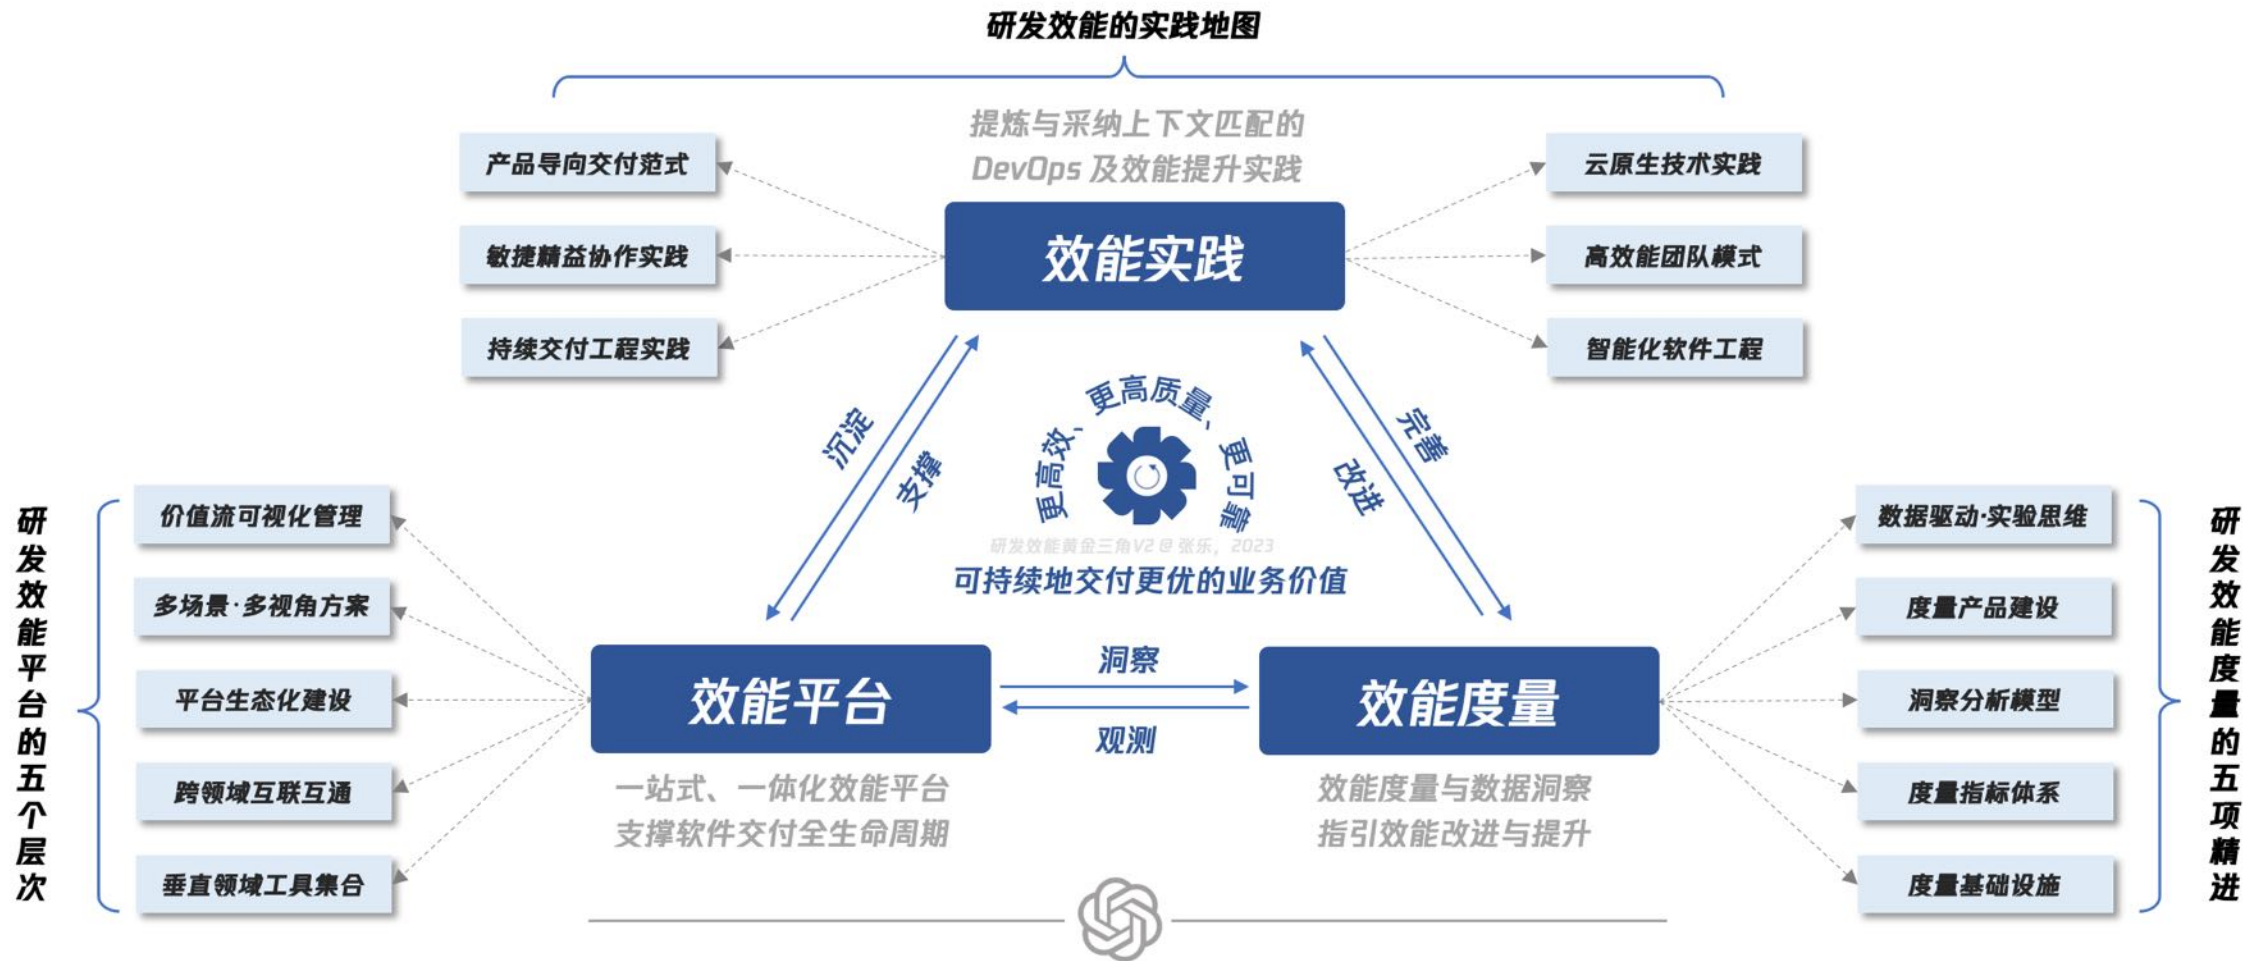 研发效能的实践地图
提炼与采纳上下文匹配的
DevOps 及效能提升实践
产品导向交付范式
敏捷精益协作实践
持续交付工程实践
效能实践
云原生技术实践
高效能团队模式
智能化软件工程
沉淀
支撑
更高效、更高质量、更可靠
研发效能黄金三角V2 @ 张乐，2023
可持续地交付更优的业务价值
完善
改进
研发效能平台的五个层次
价值流可视化管理
多场景·多视角方案
平台生态化建设
跨领域互联互通
垂直领域工具集合
效能平台
一站式、一体化效能平台
支撑软件交付全生命周期
洞察
观测
效能度量
效能度量与数据洞察
指引效能改进与提升
数据驱动·实验思维
度量产品建设
洞察分析模型
度量指标体系
度量基础设施
研发效能度量的五项精进